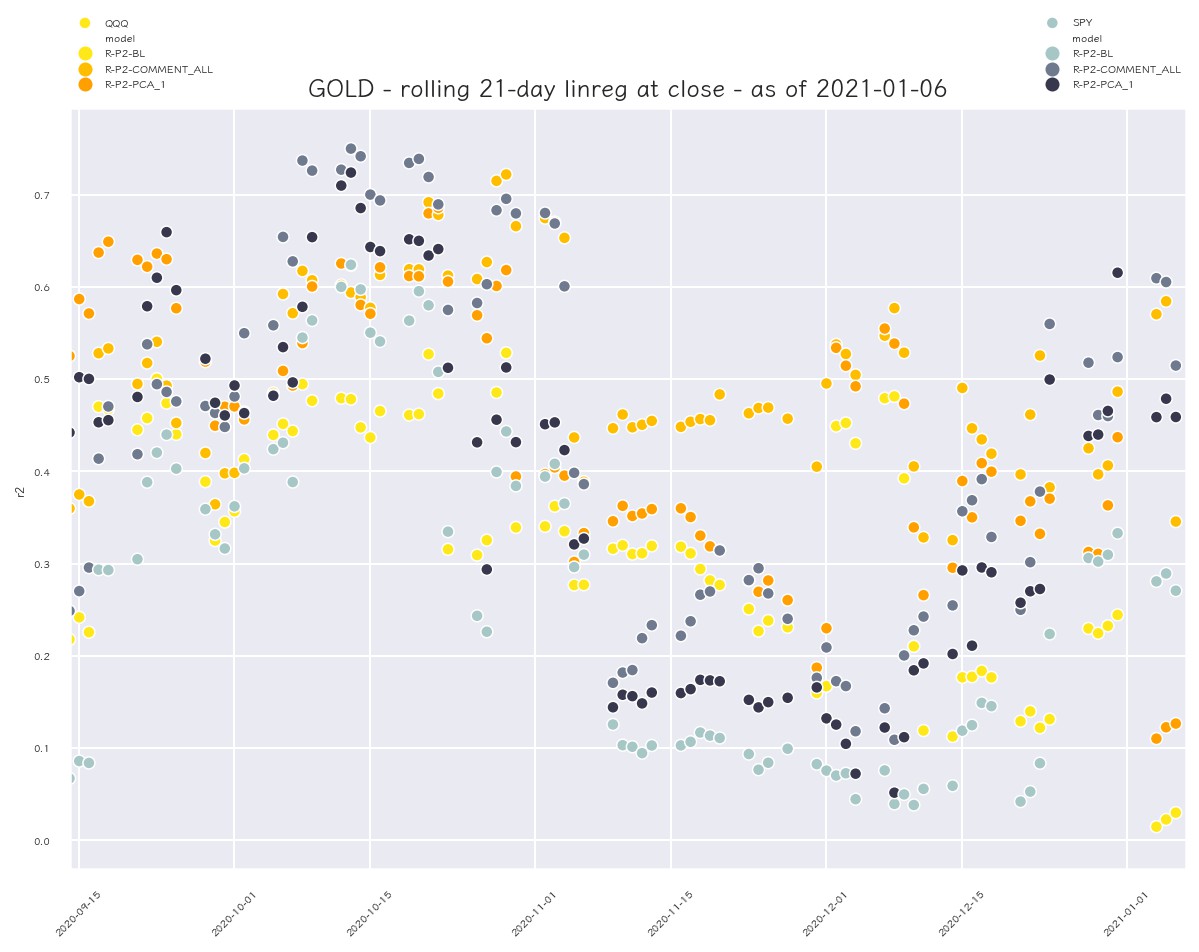 QQQ
model
R-P2-BL
R-P2-COMMENT_ALL
R-P2-PCA_1
SPY
model
R-P2-BL
R-P2-COMMENT_ALL
R-P2-PCA_1
GOLD - rolling 21-day linreg at close - as of 2021-01-06
0.7
0.6
0.5
0.4
0.3
0.2
0.1
0.0
r2
2020-09-15
2020-10-01
2020-10-15
2020-11-01
2020-11-15
2020-12-01
2020-12-15
2021-01-01